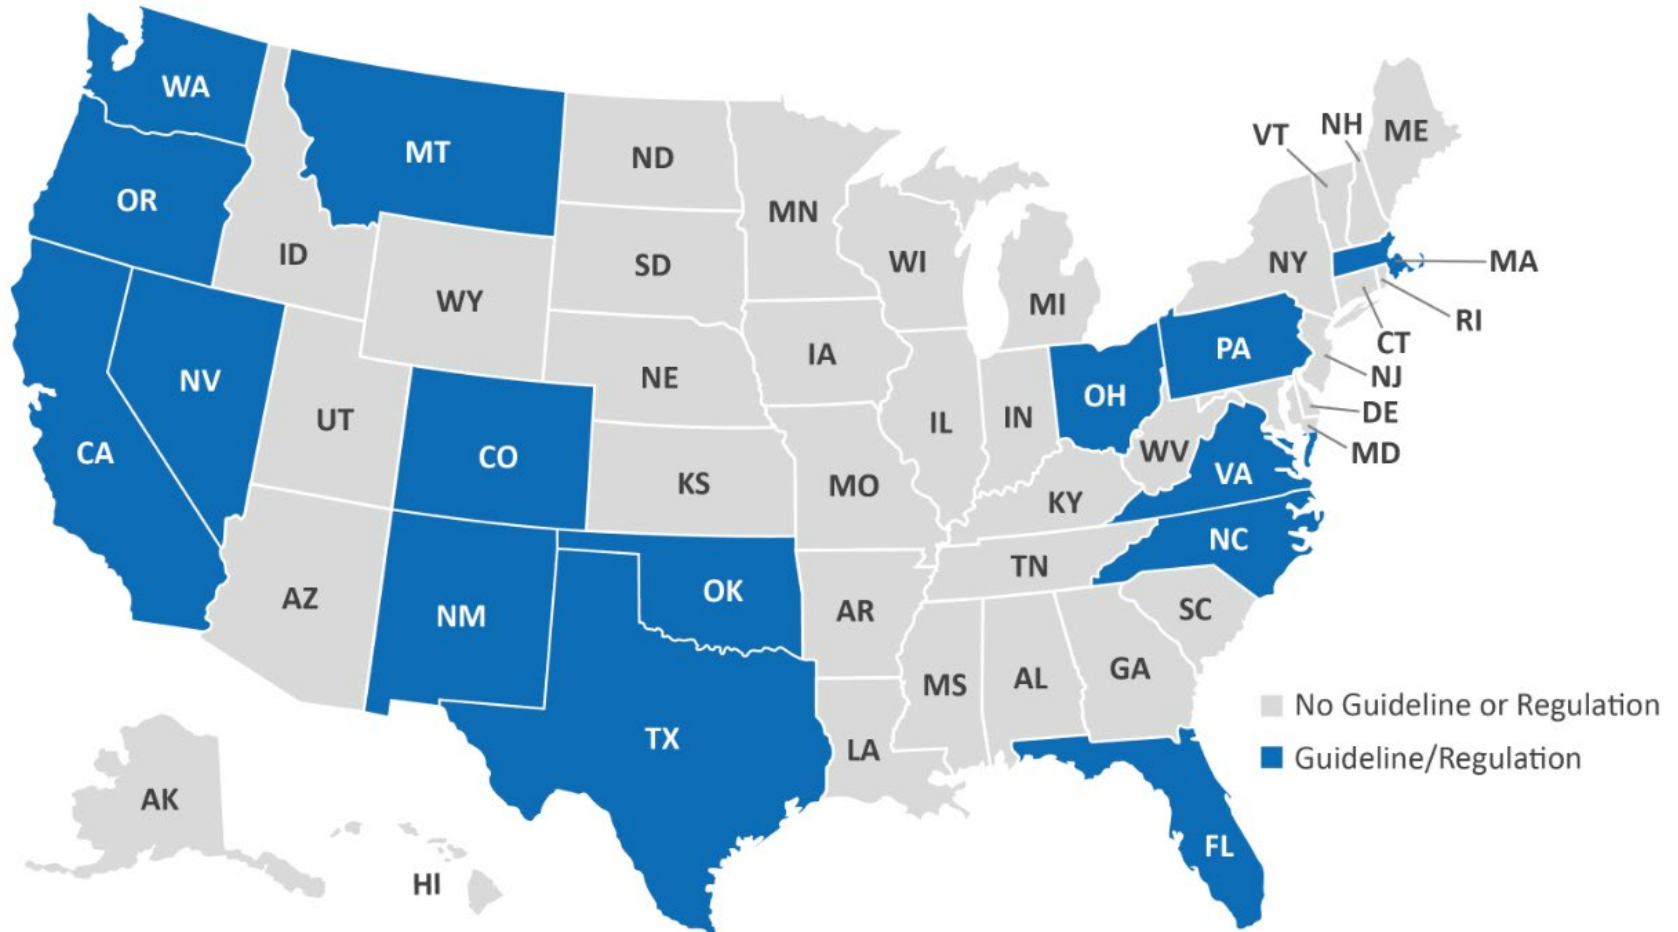 WA
MT
ND
MN
VT
NH
ME
OR
ID
SD
WI
NY
MA
WY
MI
RI
NV
NE
IA
PA
CT
NJ
CA
UT
CO
KS
MO
IL
IN
OH
WV
VA
DE
MD
KY
AZ
NM
OK
AR
TN
NC
SC
TX
LA
MS
AL
GA
No Guideline or Regulation
Guideline/Regulation
AK
HI
FL